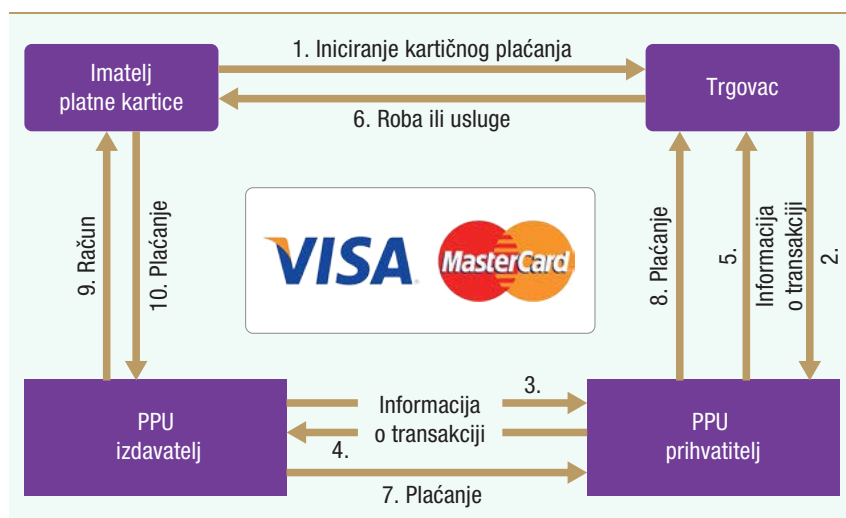 1. Iniciranje kartičnog plaćanja
Imatelj
platne kartice
Trgovac
6. Roba ili usluge
9. Račun
10. Plaćanje
VISA
MasterCard
8. Plaćanje
5.
Informacija
o transakciji
2.
PPU
izdavatelj
3.
Informacija
o transakciji
4.
7. Plaćanje
PPU
prihvatitelj